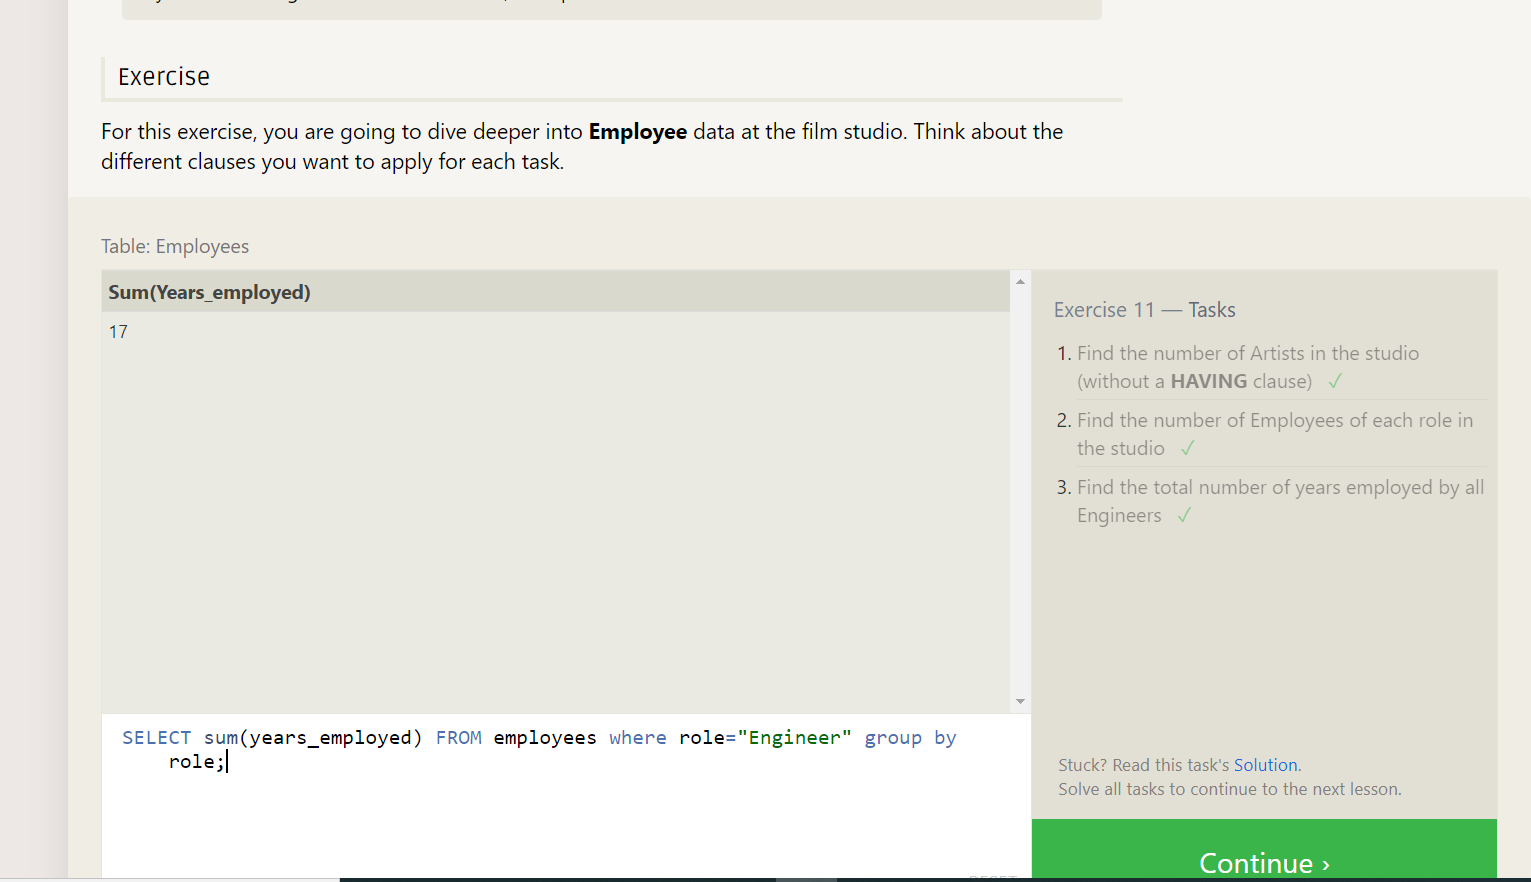 Exercise
For this exercise, you are going to dive deeper into Employee data at the film studio. Think about the
different clauses you want to apply for each task.
Table: Employees
Sum(Years_employed)
17
Exercise 11 — Tasks
1. Find the number of Artists in the studio
(without a HAVING clause) ✓
2. Find the number of Employees of each role in
the studio ✓
3. Find the total number of years employed by all
Engineers ✓
SELECT sum(years_employed) FROM employees where role="Engineer" group by
role;
Stuck? Read this task's Solution.
Solve all tasks to continue to the next lesson.
Continue ›